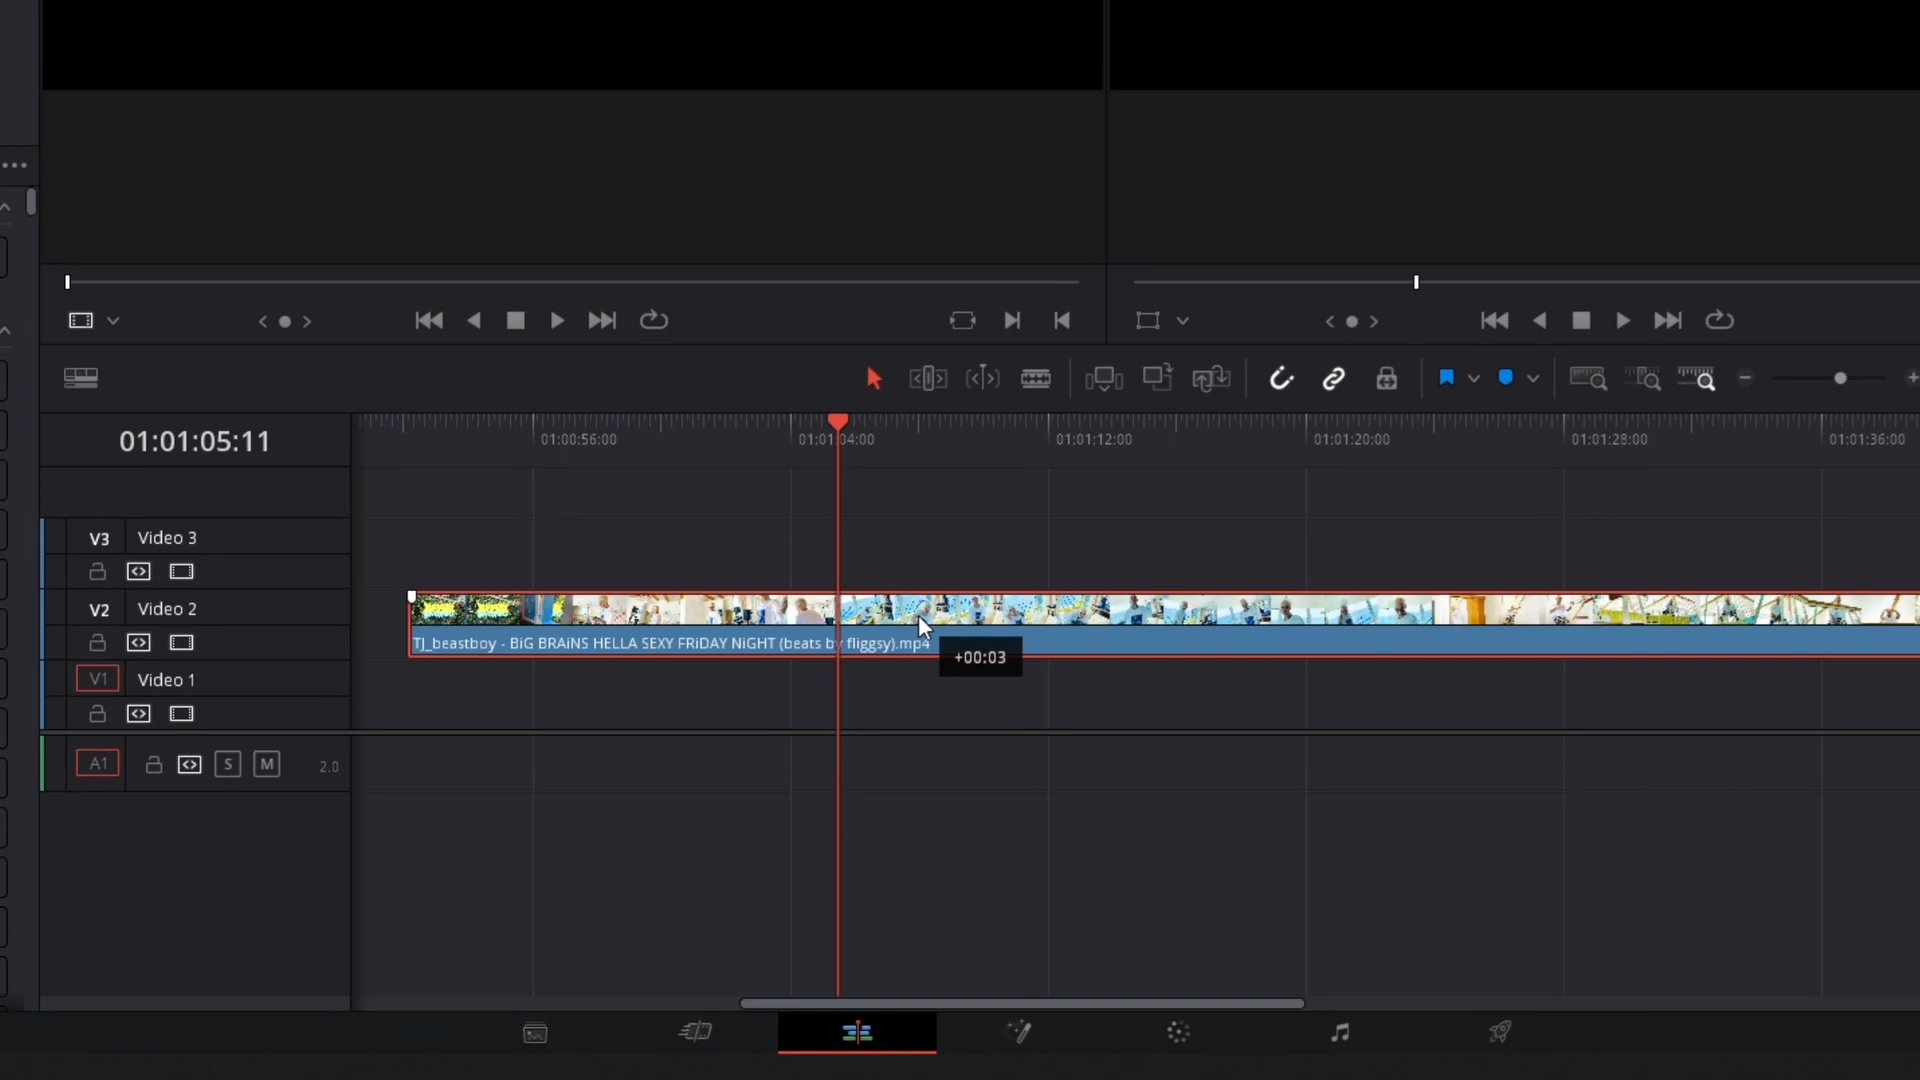 01:01:05:11
01:00:56:00
01:01:04:00
01:01:12:00
01:01:20:00
01:01:28:00
01:01:36:00
V3 Video 3
V2 Video 2
TJ_beastboy - BiG BRAiNS HELLA SEXY FRiDAY NiGHT (beats by fliggsy).mp4
+00:03
V1 Video 1
A1 S M 2.0